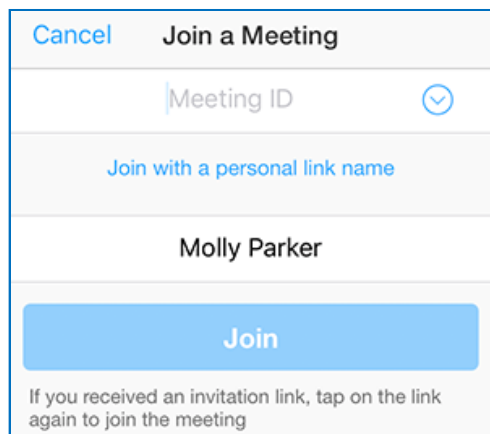 Cancel Join a Meeting
Meeting ID
Join with a personal link name
Molly Parker
Join
If you received an invitation link, tap on the link
again to join the meeting